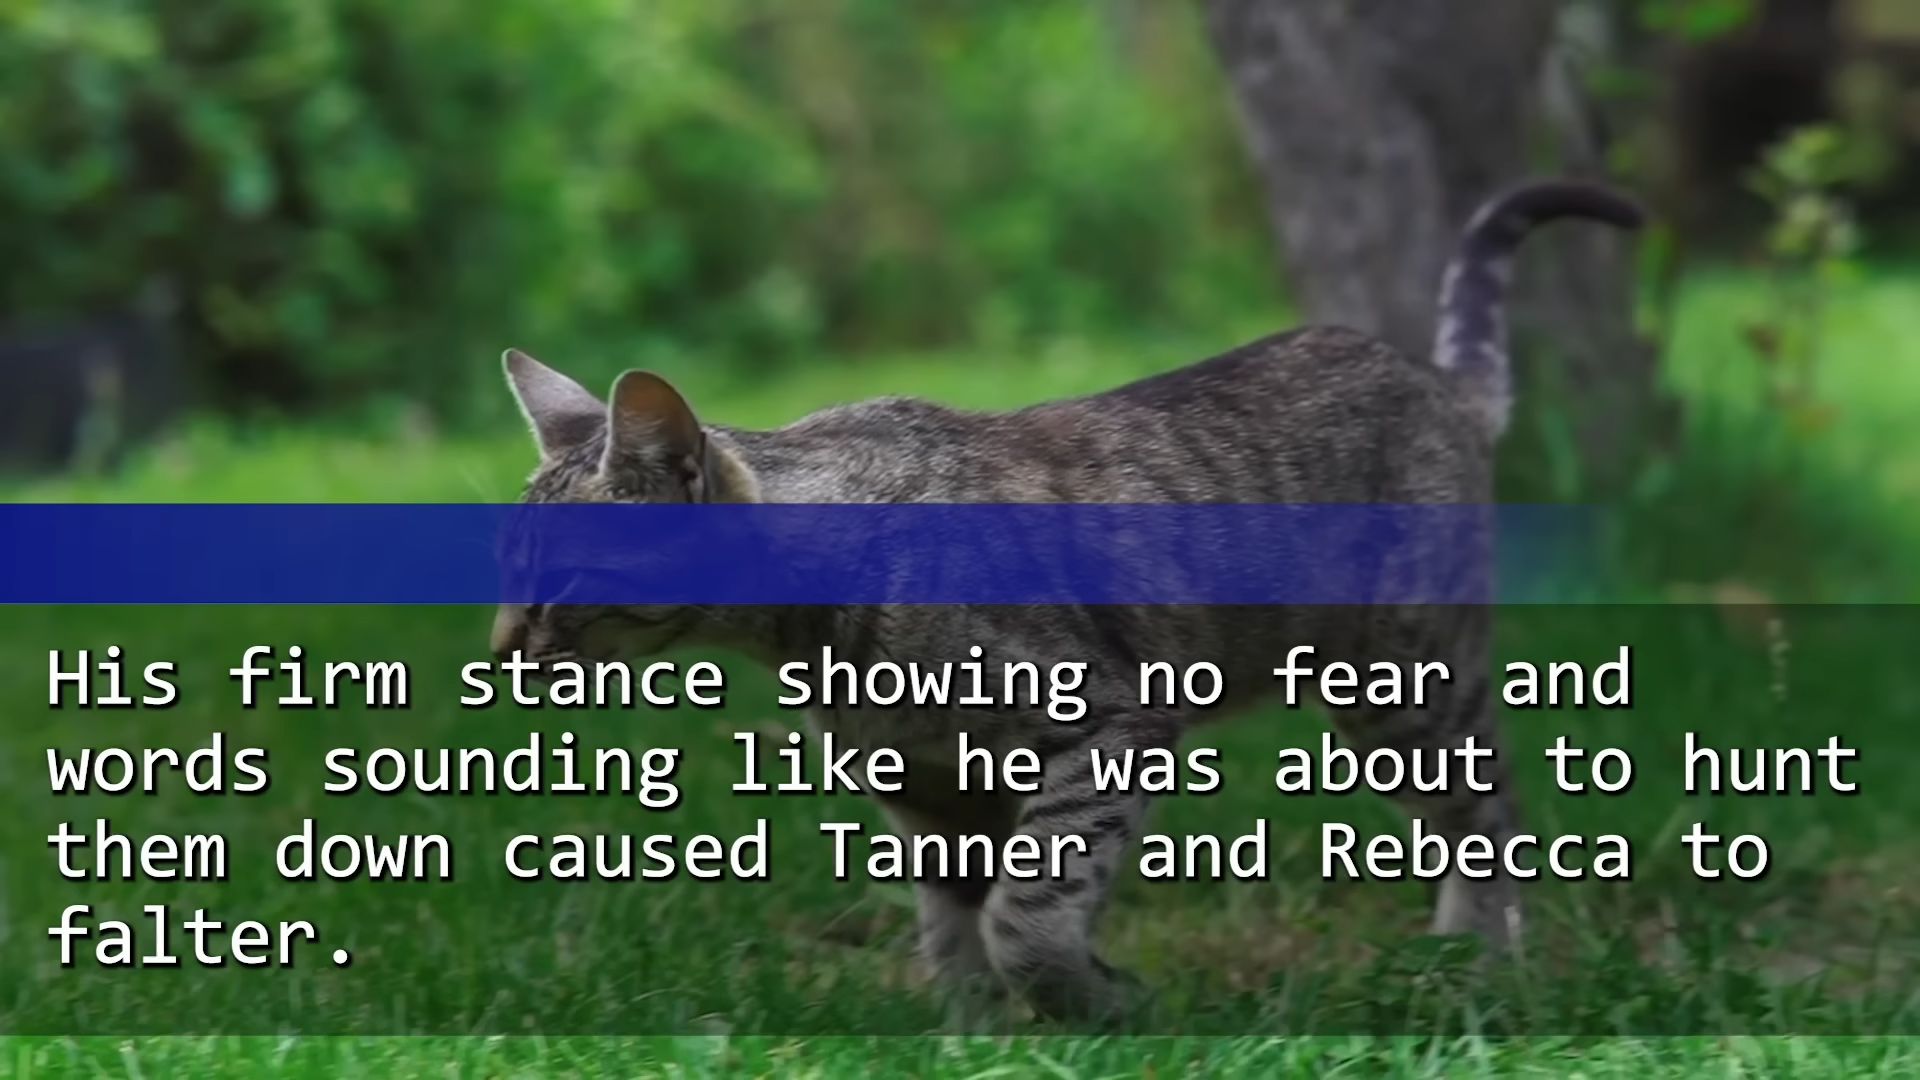 His firm stance showing no fear and
words sounding like he was about to hunt
them down caused Tanner and Rebecca to
falter.